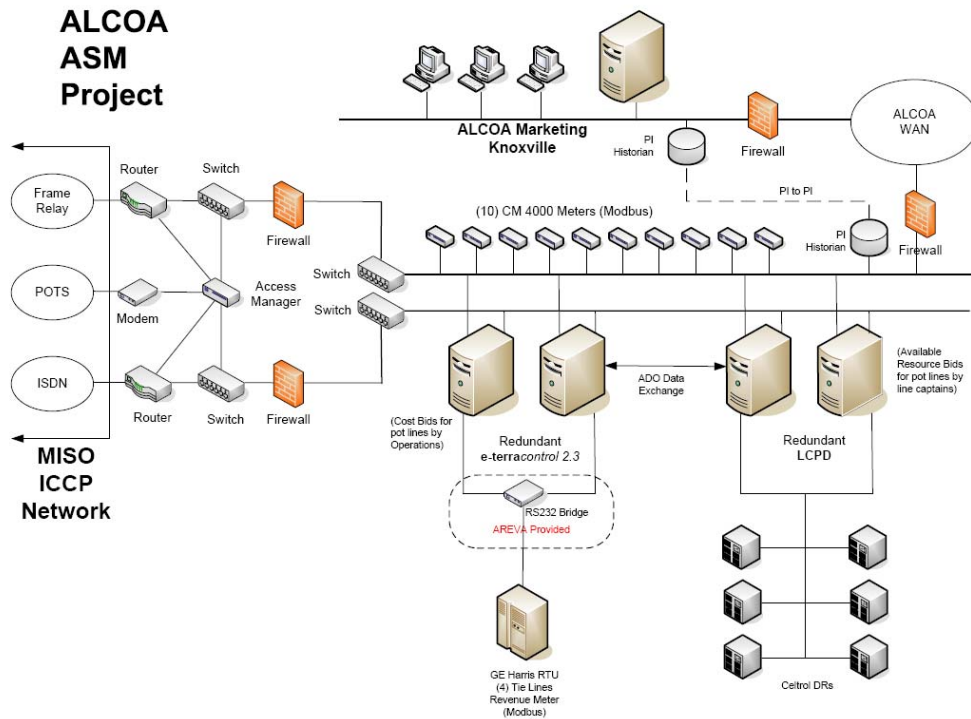 ALCOA
ASM
Project
ALCOA Marketing
Knoxville
PI
Historian
Firewall
ALCOA
WAN
Frame
Relay
Router
Switch
Firewall
PI to PI
(10) CM 4000 Meters (Modbus)
PI
Historian
Firewall
POTS
Modem
Access
Manager
Switch
Switch
ISDN
Router
Switch
Firewall
MISO
ICCP
Network
(Cost Bids for
pot lines by
Operations)
ADO Data
Exchange
(Available
Resource Bids
for pot lines by
line captains)
Redundant
e-terracontrol 2.3
Redundant
LCPD
RS232 Bridge
AREVA Provided
GE Harris RTU
(4) Tie Lines
Revenue Meter
(Modbus)
Celtrol DRs